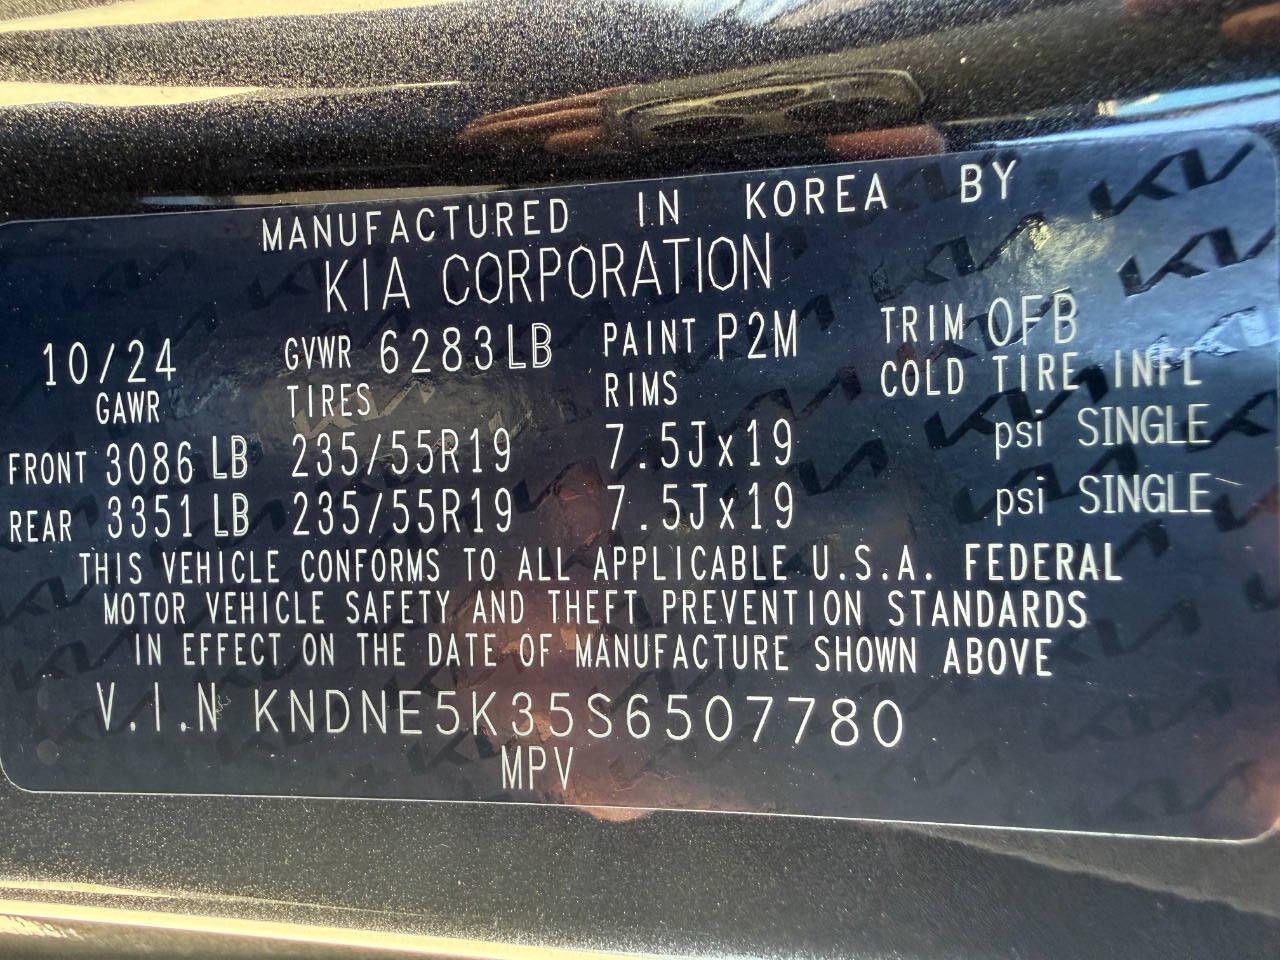 MANUFACTURED IN KOREA BY
KIA CORPORATION
10/24 GVWR 6283LB PAINT P2M TRIM OFB
GAWR TIRES RIMS COLD TIRE INFL
FRONT 3086 LB 235/55R19 7.5Jx19 psi SINGLE
REAR 3351 LB 235/55R19 7.5Jx19 psi SINGLE
THIS VEHICLE CONFORMS TO ALL APPLICABLE U.S.A. FEDERAL
MOTOR VEHICLE SAFETY AND THEFT PREVENTION STANDARDS
IN EFFECT ON THE DATE OF MANUFACTURE SHOWN ABOVE
V.I.N KNDNE5K35S6507780
MPV